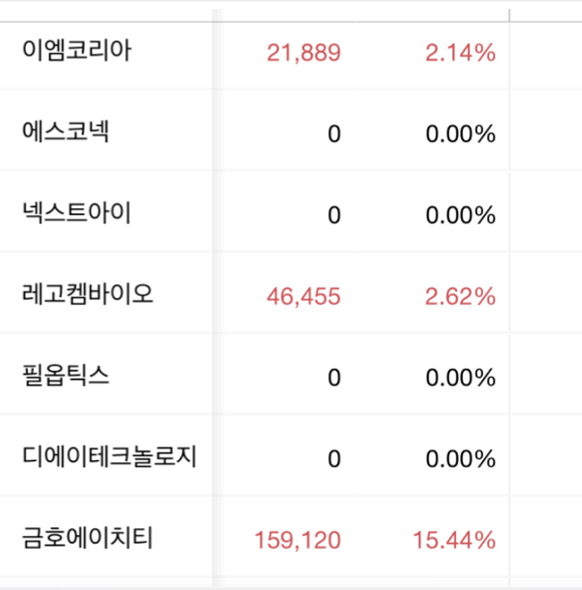 이엠코리아 21,889 2.14%
에스코넥 0 0.00%
넥스트아이 0 0.00%
레고켐바이오 46,455 2.62%
필옵틱스 0 0.00%
디에이테크놀로지 0 0.00%
금호에이치티 159,120 15.44%